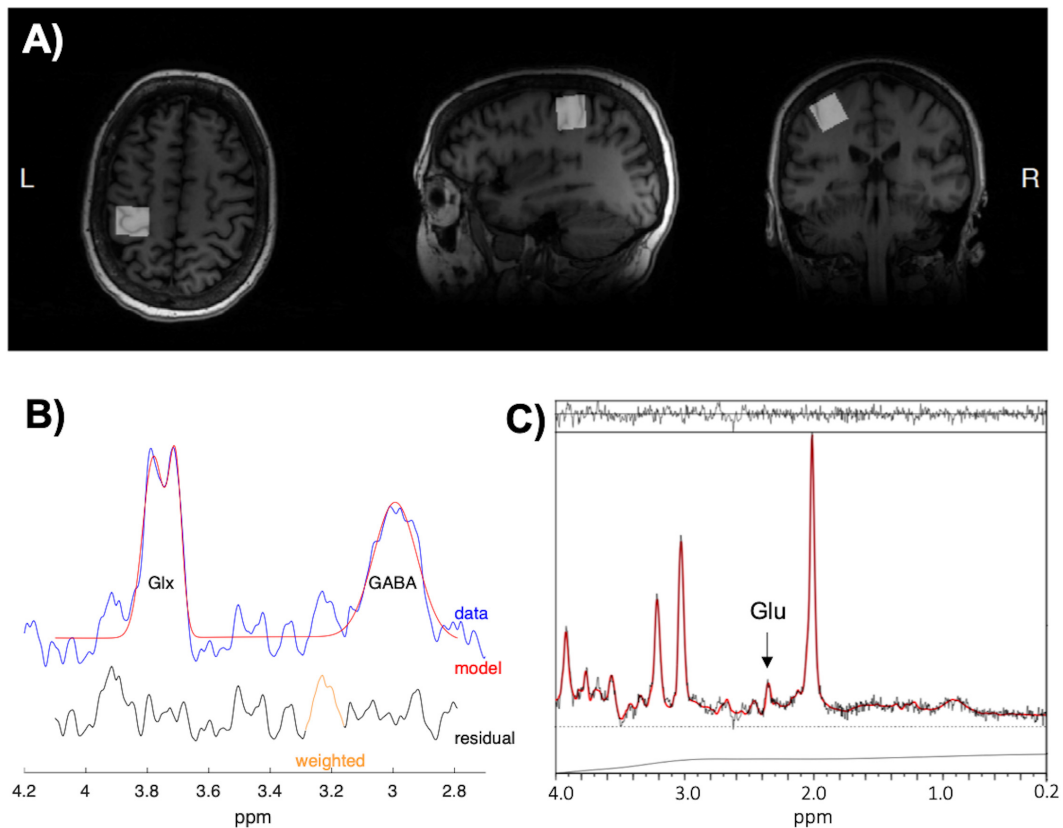 A)
L
R
B)
Glx
GABA
data
model
residual
weighted
4.2 4 3.8 3.6 3.4 3.2 3 2.8
ppm
C)
Glu
4.0 3.0 2.0 1.0 0.2
ppm